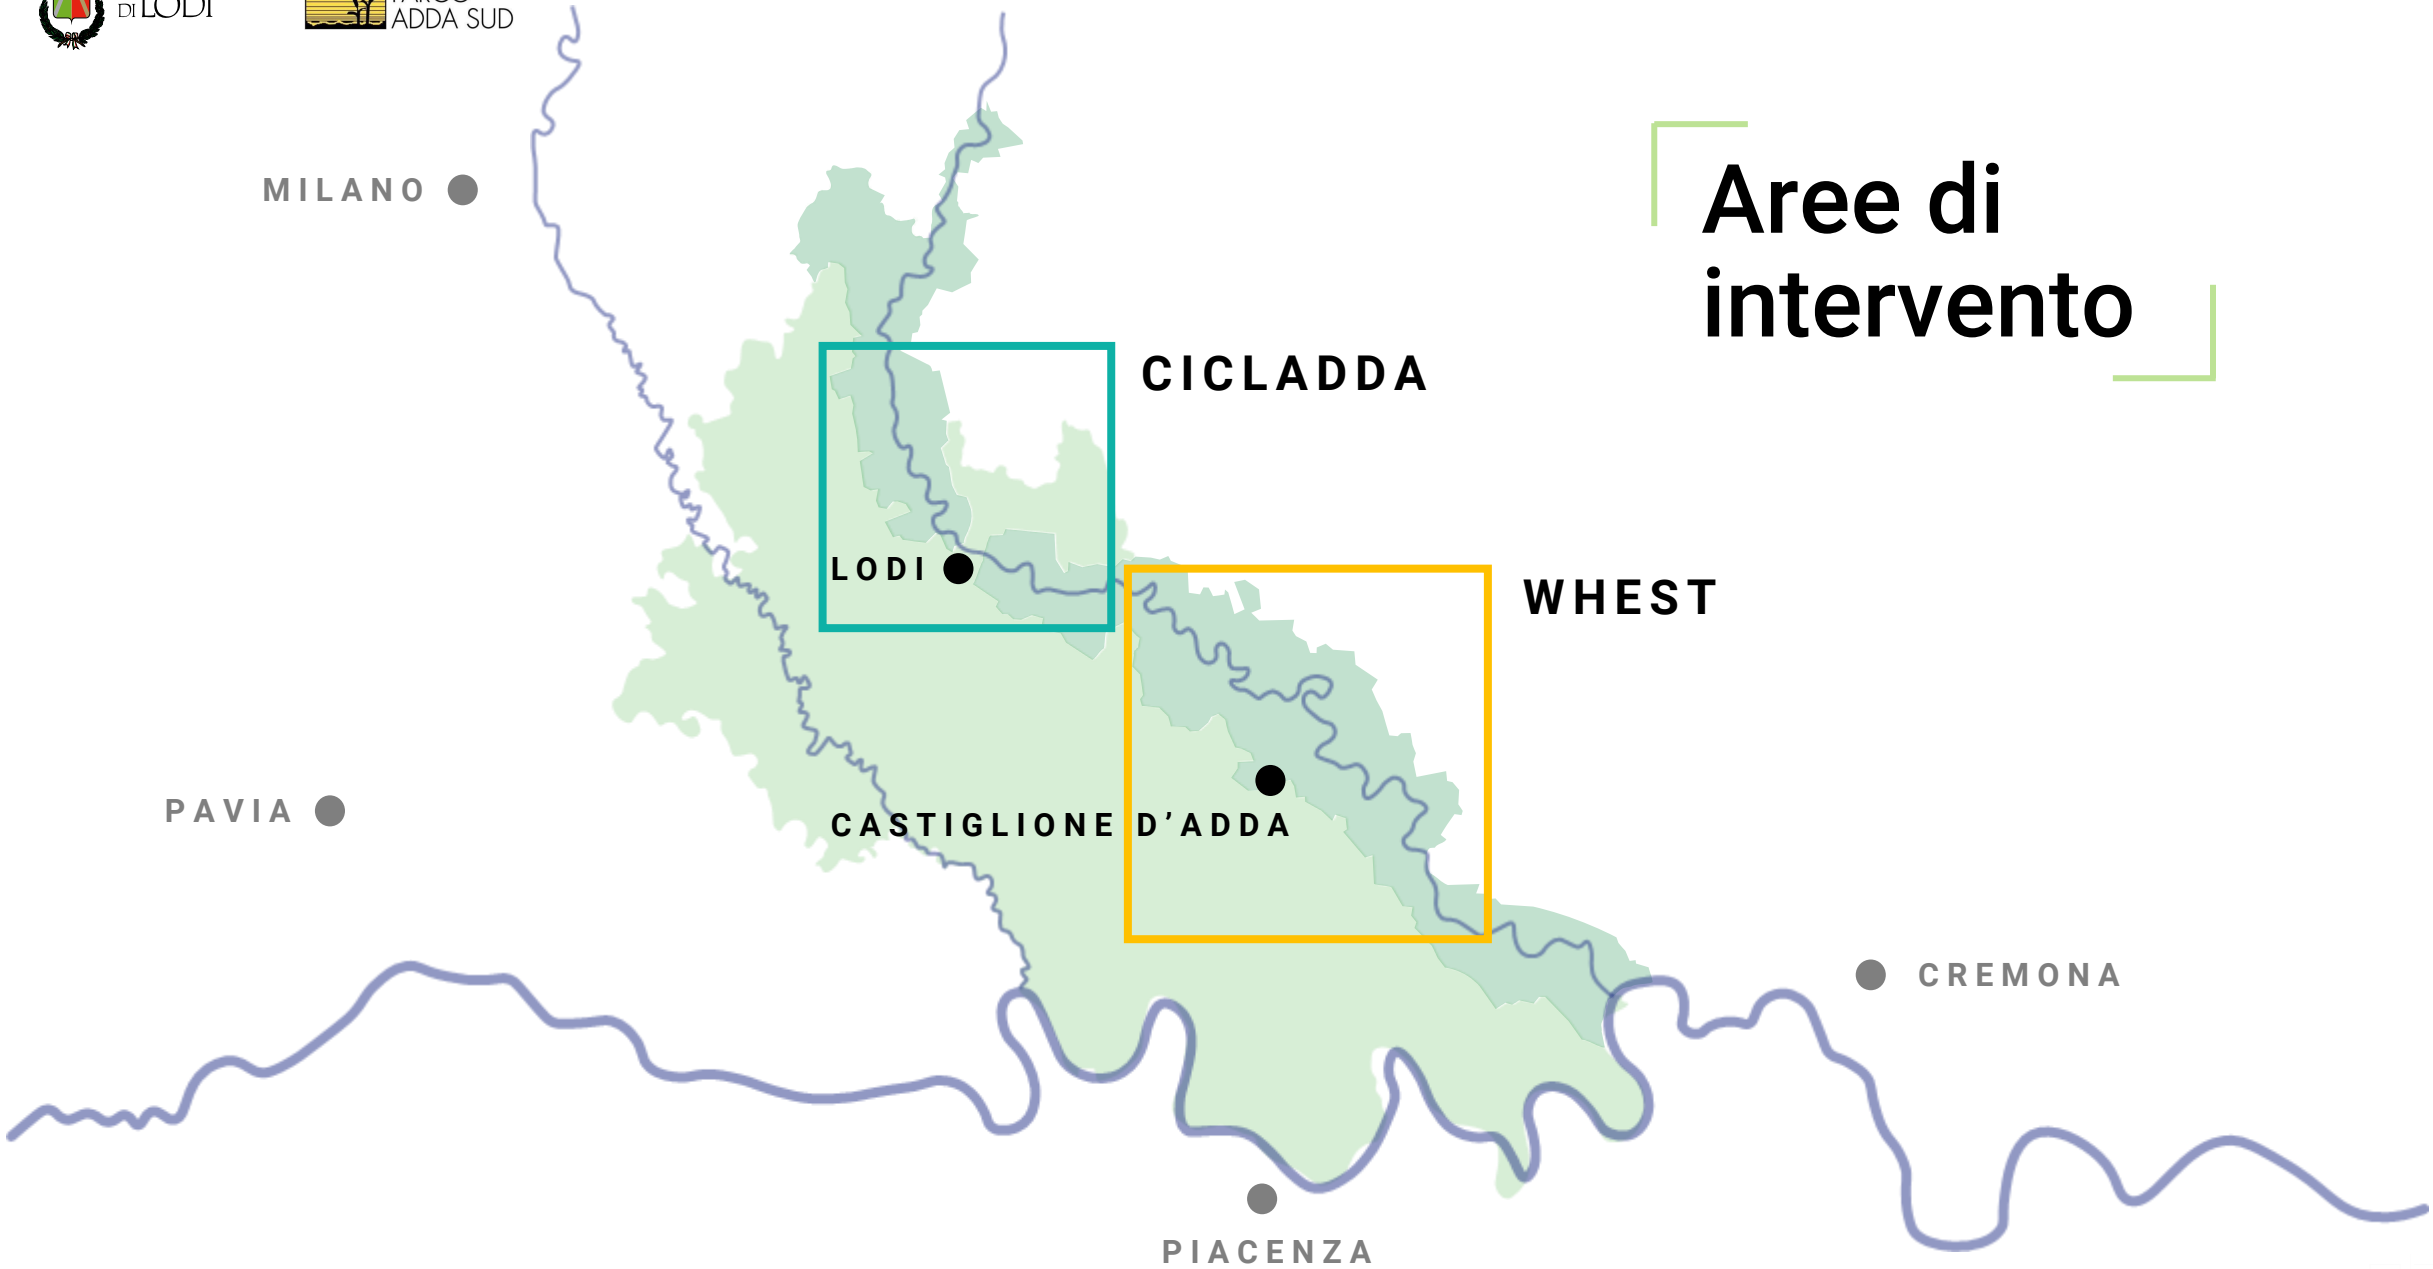 DI LODI
ADDA SUD
MILANO
Aree di
intervento
CICLADDA
LODI
WHEST
PAVIA
CASTIGLIONE D’ADDA
CREMONA
PIACENZA